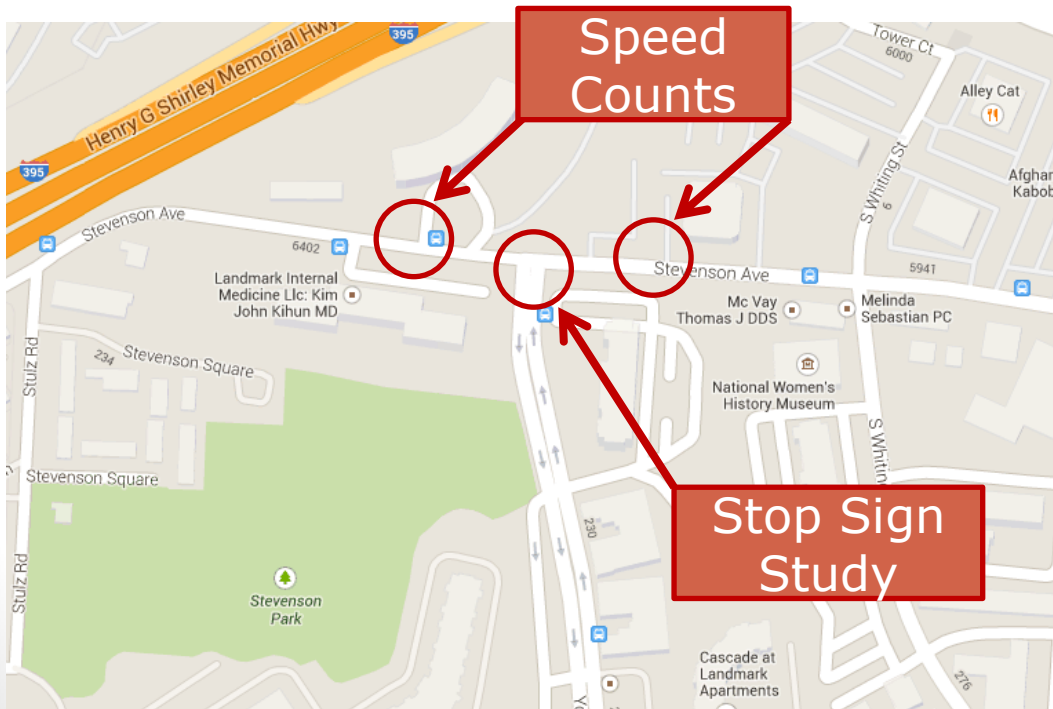 Speed
Counts
395
Henry G Shirley Memorial Hwy
395
Tower Ct
6000
Alley Cat
Afghan
Kabob
S Whiting St
6
Stevenson Ave
6402
Stevenson Ave
5941
Landmark Internal
Medicine Llc: Kim
John Kihun MD
Mc Vay
Thomas J DDS
Melinda
Sebastian PC
Stulz Rd
234
Stevenson Square
National Women's
History Museum
S Whiting
Stevenson Square
Stop Sign
Study
230
Stulz Rd
Stevenson
Park
Cascade at
Landmark
Apartments
276
Yo